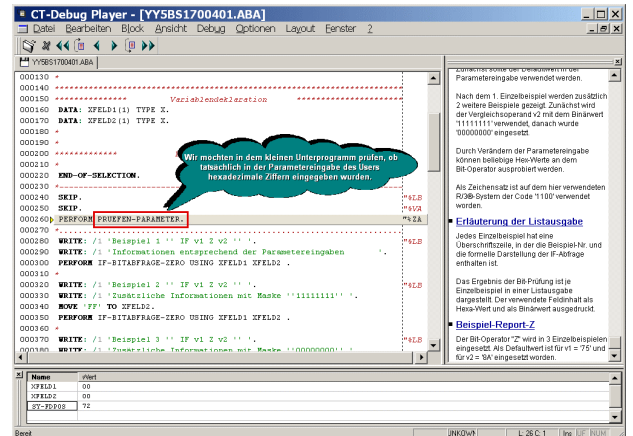 CT-Debug Player - [YY5BS1700401.ABA]
Datei Bearbeiten Block Ansicht Debug Optionen Layout Fenster ?
YY5BS1700401.ABA
000130 *
000140 ****************************************************************
000150 *************** Variablendeklaration ***************
000160 DATA: XFELD1(1) TYPE X.
000170 DATA: XFELD2(1) TYPE X.
000180 *
000190 *
000200 ************
000210 *
000220 END-OF-SELECTION.
000230 *
000240 SKIP. "%LB
000250 SKIP. "%VA
000260 PERFORM PRUEFEN-PARAMETER. "%ZA
000270 *
000280 WRITE: /1 'Beispiel 1 '' IF v1 Z v2 '' '. "%LB
000290 WRITE: /1 'Informationen entsprechend der Parametereingaben '.
000300 PERFORM IF-BITABFRAGE-ZERO USING XFELD1 XFELD2 .
000310 *
000320 WRITE: /1 'Beispiel 2 '' IF v1 Z v2 '' '. "%LB
000330 WRITE: /1 'Zusätzliche Informationen mit Maske ''11111111'' '.
000340 MOVE 'FF' TO XFELD2.
000350 PERFORM IF-BITABFRAGE-ZERO USING XFELD1 XFELD2 .
000360 *
000370 WRITE: /1 'Beispiel 3 '' IF v1 Z v2 '' '. "%LB
000380 WRITE: /1 'Zusätzliche Informationen mit Maske ''00000000'' '.
Wir mochten in dem kleinen Unterprogramm prufen, ob
tatsachlich in der Parametereingabe des Users
hexadezimale Ziffern eingegeben wurden.
Zunächst sollte der Defaultwert in der
Parametereingabe verwendet werden.
Nach dem 1. Einzelbeispiel werden zusätzlich
2 weitere Beispiele gezeigt. Zunächst wird
der Vergleichsoperand v2 mit dem Binärwert
'11111111' verwendet, danach wurde
'00000000' eingesetzt.
Durch Verändern der Parametereingabe
können beliebige Hex-Werte an dem
Bit-Operator ausprobiert werden.
Als Zeichensatz ist auf dem hier verwendeten
R/3®-System der Code '1100' verwendet
worden.
Erläuterung der Listausgabe
Jedes Einzelbeispiel hat eine
Überschriftszeile, in der die Beispiel-Nr. und
die formelle Darstellung der IF-Abfrage
enthalten ist.
Das Ergebnis der Bit-Prüfung ist je
Einzelbeispiel in einer Listausgabe
dargestellt. Der verwendete Feldinhalt als
Hexa-Wert und als Binärwert ausgedruckt.
Beispiel-Report-Z
Der Bit-Operator "Z" wird in 3 Einzelbeispielen
eingesetzt. Als Defaultwert ist für v1 = '75' und
für v2 = '8A' eingesetzt worden.
Name Wert
XFELD1 00
XFELD2 00
SY-FDPOS 72
Bereit UNKOWN L: 26 C: 1 Ins UF NUM